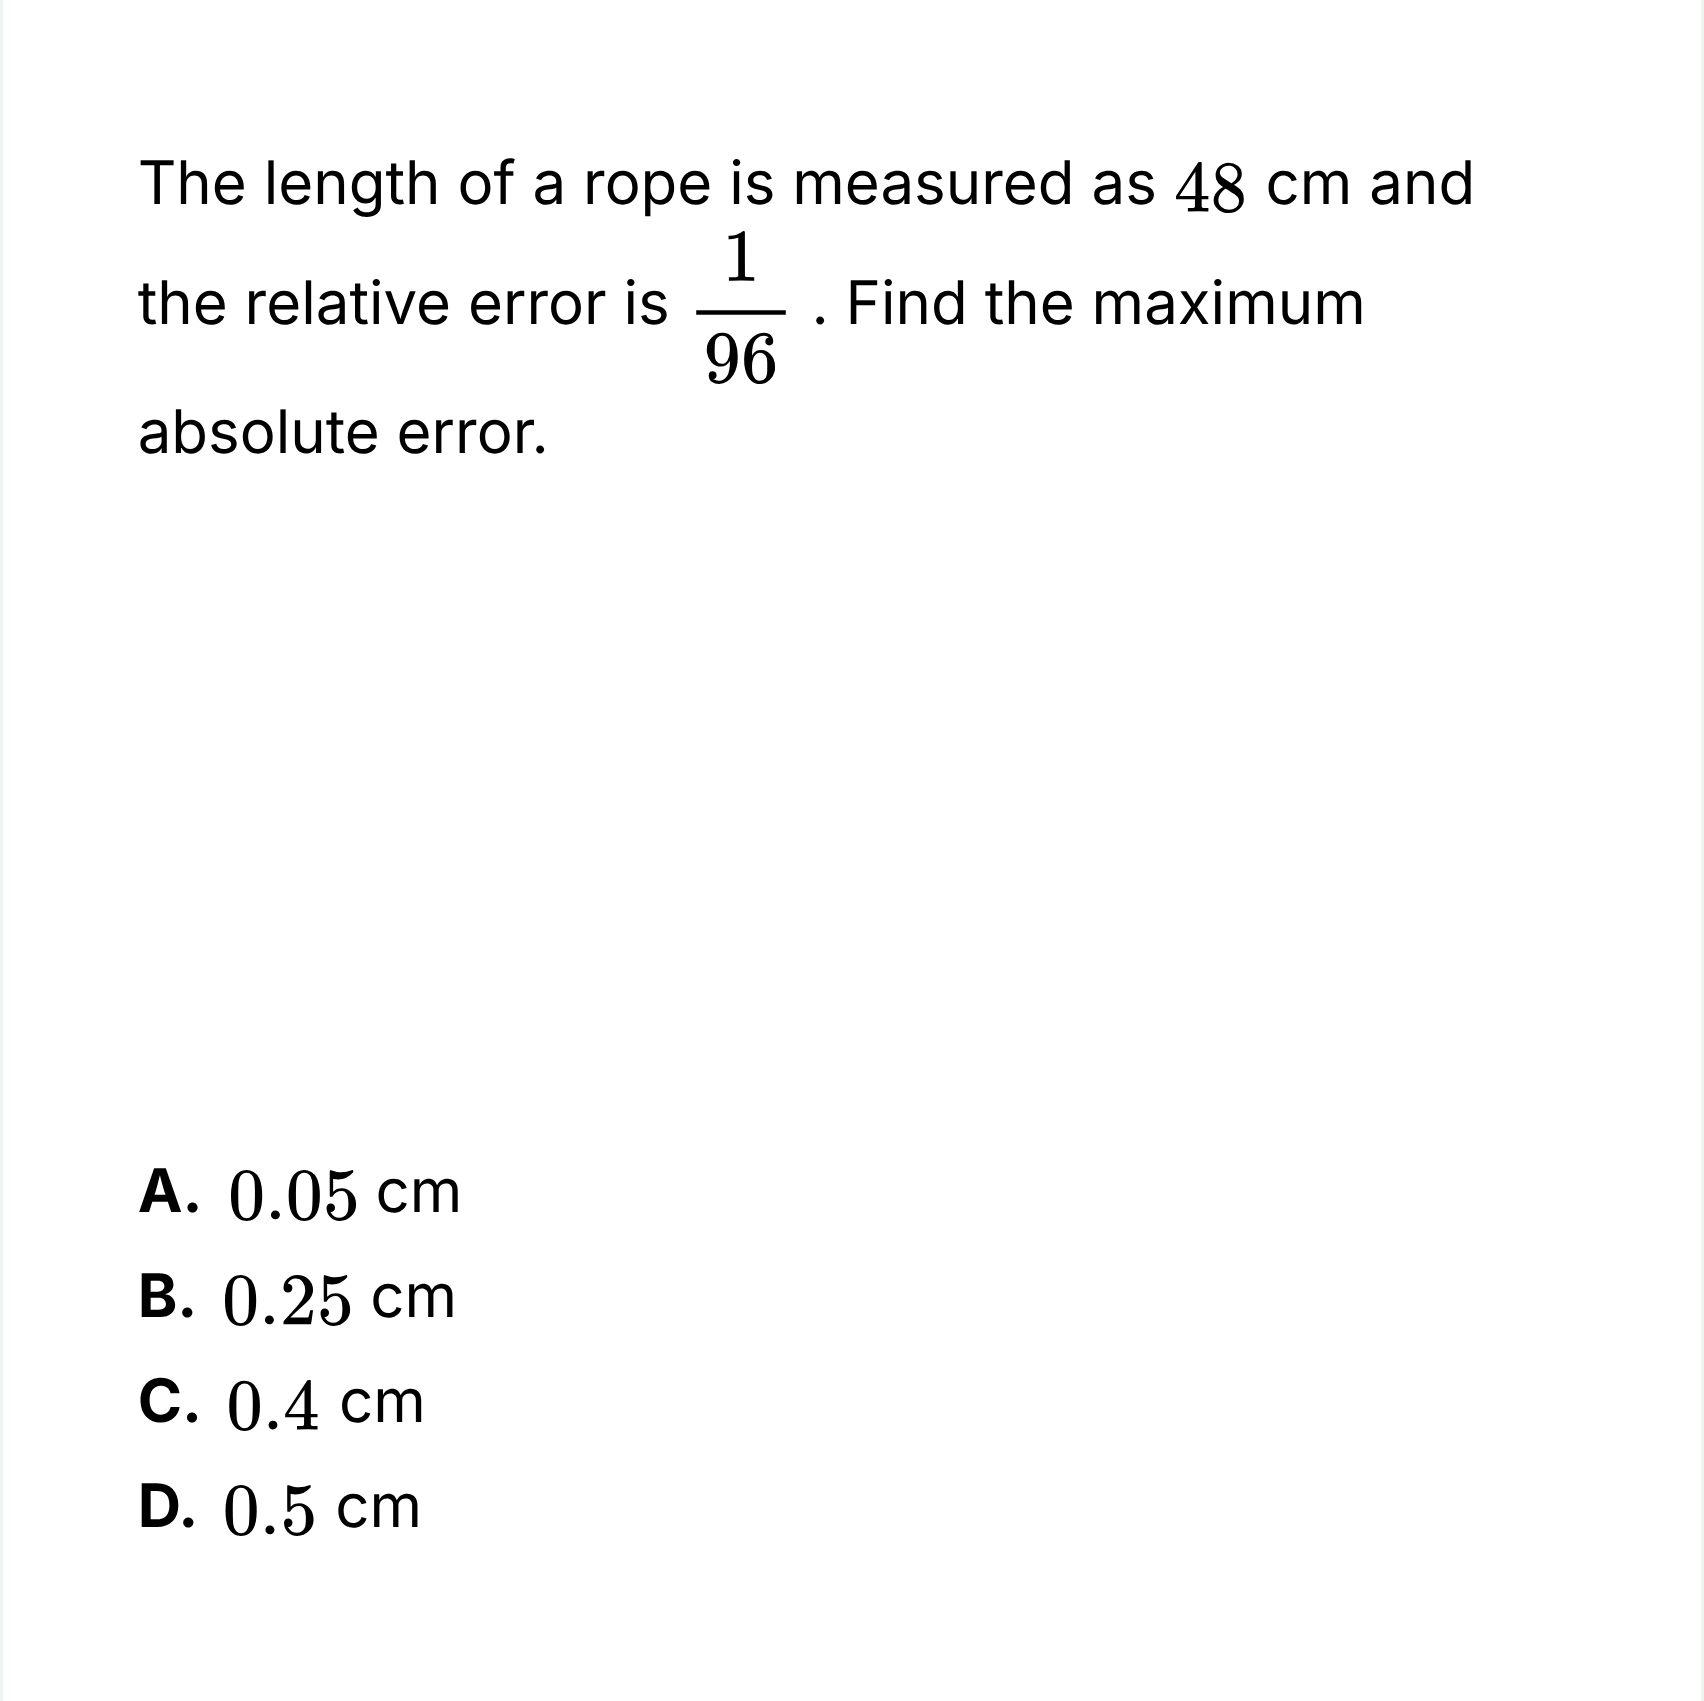 The length of a rope is measured as 48 cm and
the relative error is 1/96 . Find the maximum
absolute error.
A. 0.05 cm
B. 0.25 cm
C. 0.4 cm
D. 0.5 cm